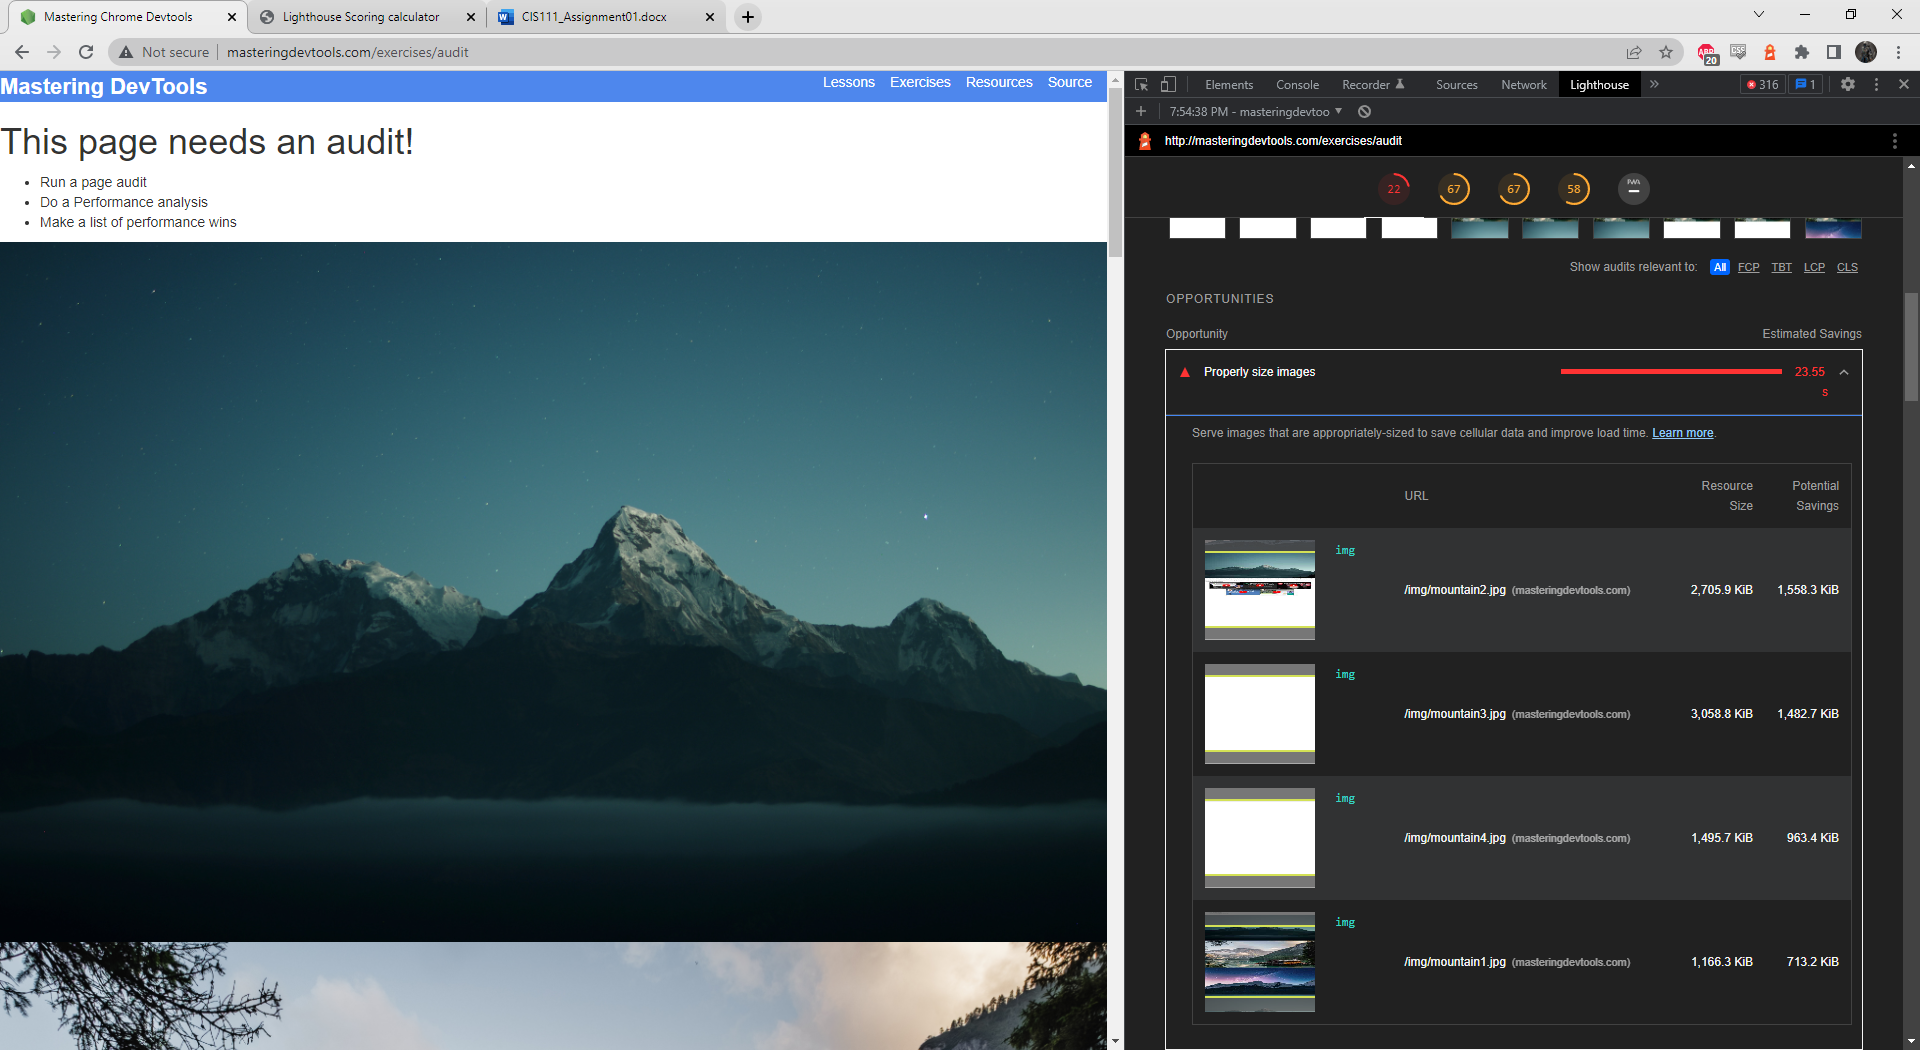 Mastering Chrome Devtools
Lighthouse Scoring calculator
CIS111_Assignment01.docx
Not secure
masteringdevtools.com/exercises/audit
ABP
20
CSS
Mastering DevTools
Lessons Exercises Resources Source
This page needs an audit!
Run a page audit
Do a Performance analysis
Make a list of performance wins
Elements Console Recorder Sources Network Lighthouse
316
1
7:54:38 PM - masteringdevtoo
http://masteringdevtools.com/exercises/audit
22 67 67 58 PWA
Show audits relevant to: All FCP TBT LCP CLS
OPPORTUNITIES
Opportunity Estimated Savings
Properly size images 23.55
s
Serve images that are appropriately-sized to save cellular data and improve load time. Learn more.
URL Resource Size Potential Savings
img
/img/mountain2.jpg (masteringdevtools.com) 2,705.9 KiB 1,558.3 KiB
img
/img/mountain3.jpg (masteringdevtools.com) 3,058.8 KiB 1,482.7 KiB
img
/img/mountain4.jpg (masteringdevtools.com) 1,495.7 KiB 963.4 KiB
img
/img/mountain1.jpg (masteringdevtools.com) 1,166.3 KiB 713.2 KiB